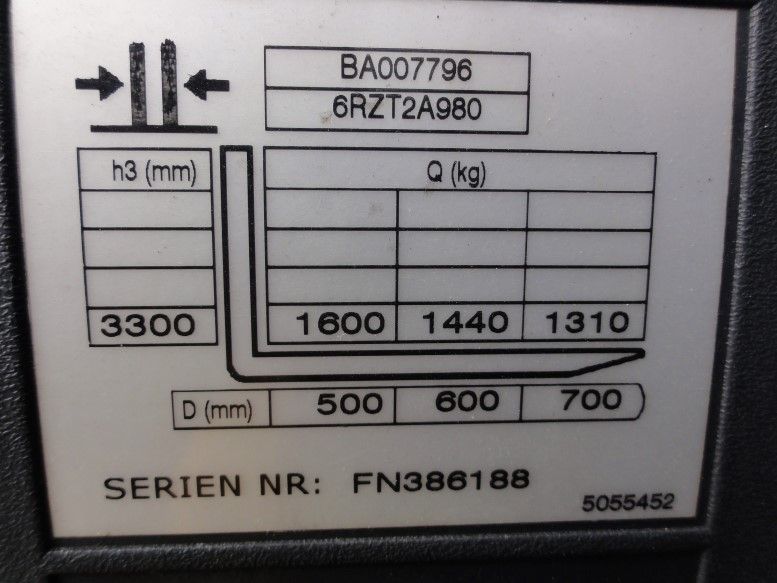 BA007796
6RZT2A980
h3 (mm) Q (kg)
3300 1600 1440 1310
D (mm) 500 600 700
SERIEN NR: FN386188
5055452